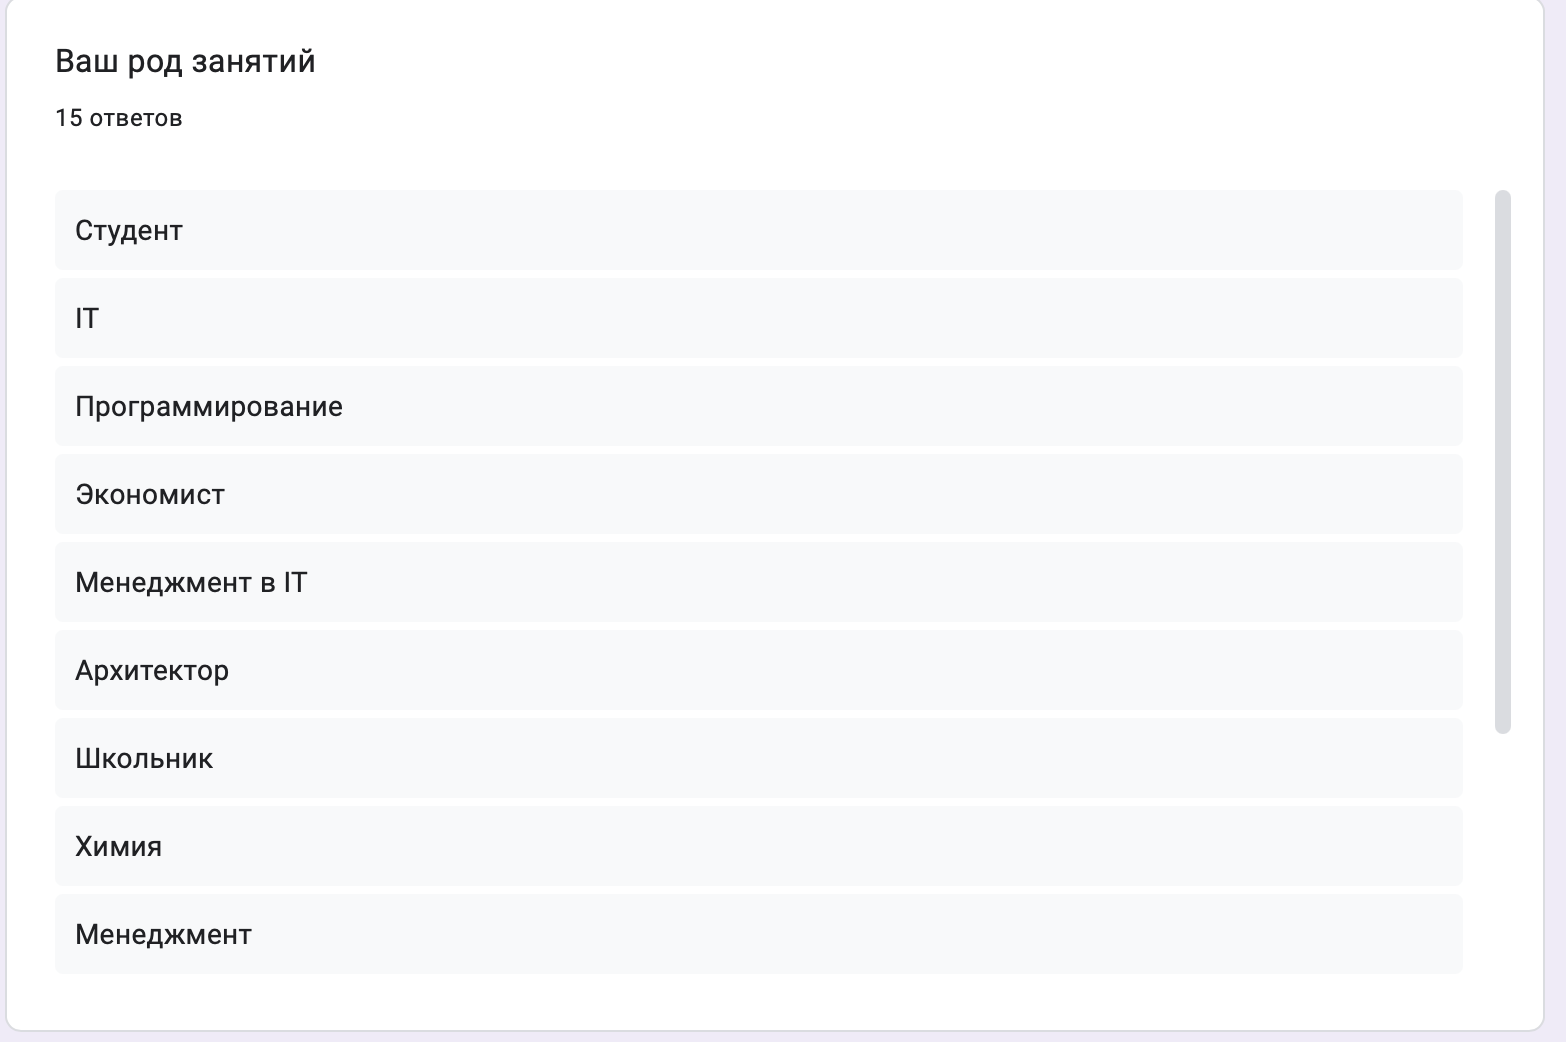 Ваш род занятий
15 ответов
Студент
IT
Программирование
Экономист
Менеджмент в IT
Архитектор
Школьник
Химия
Менеджмент